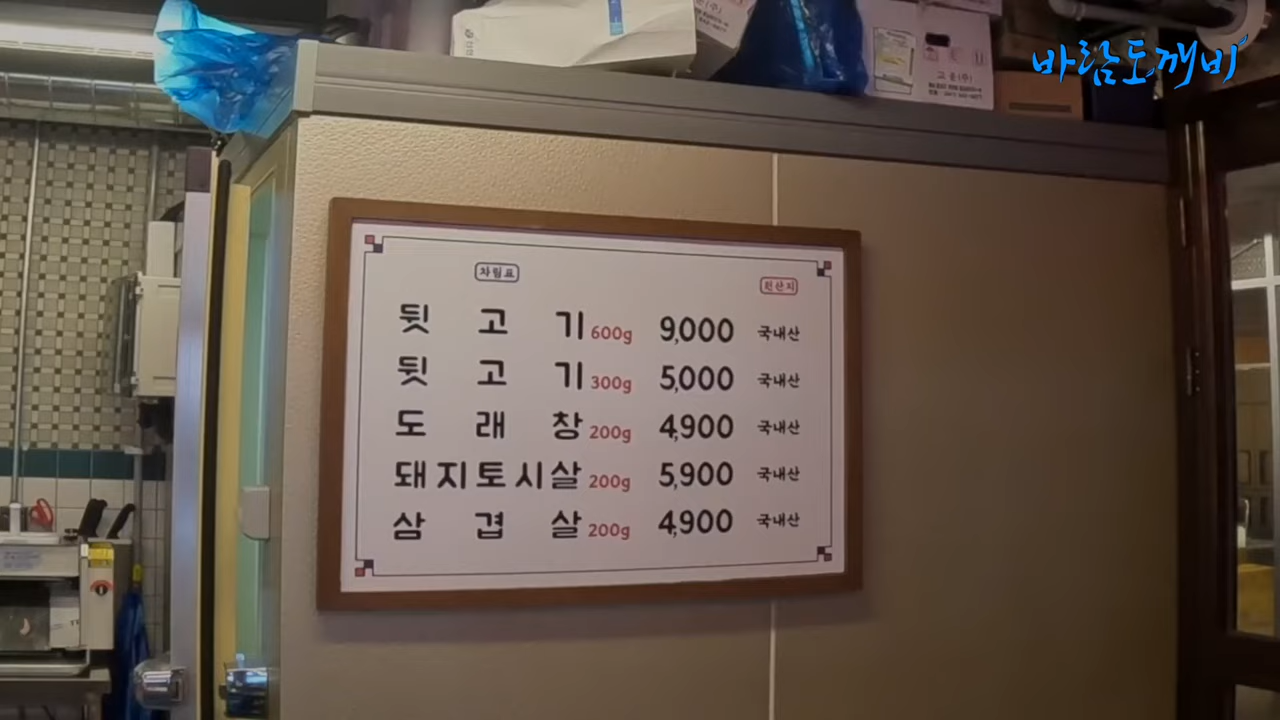 바람도깨비
차림표 원산지
뒷고기 600g 9,000 국내산
뒷고기 300g 5,000 국내산
도래창 200g 4,900 국내산
돼지토시살 200g 5,900 국내산
삼겹살 200g 4,900 국내산